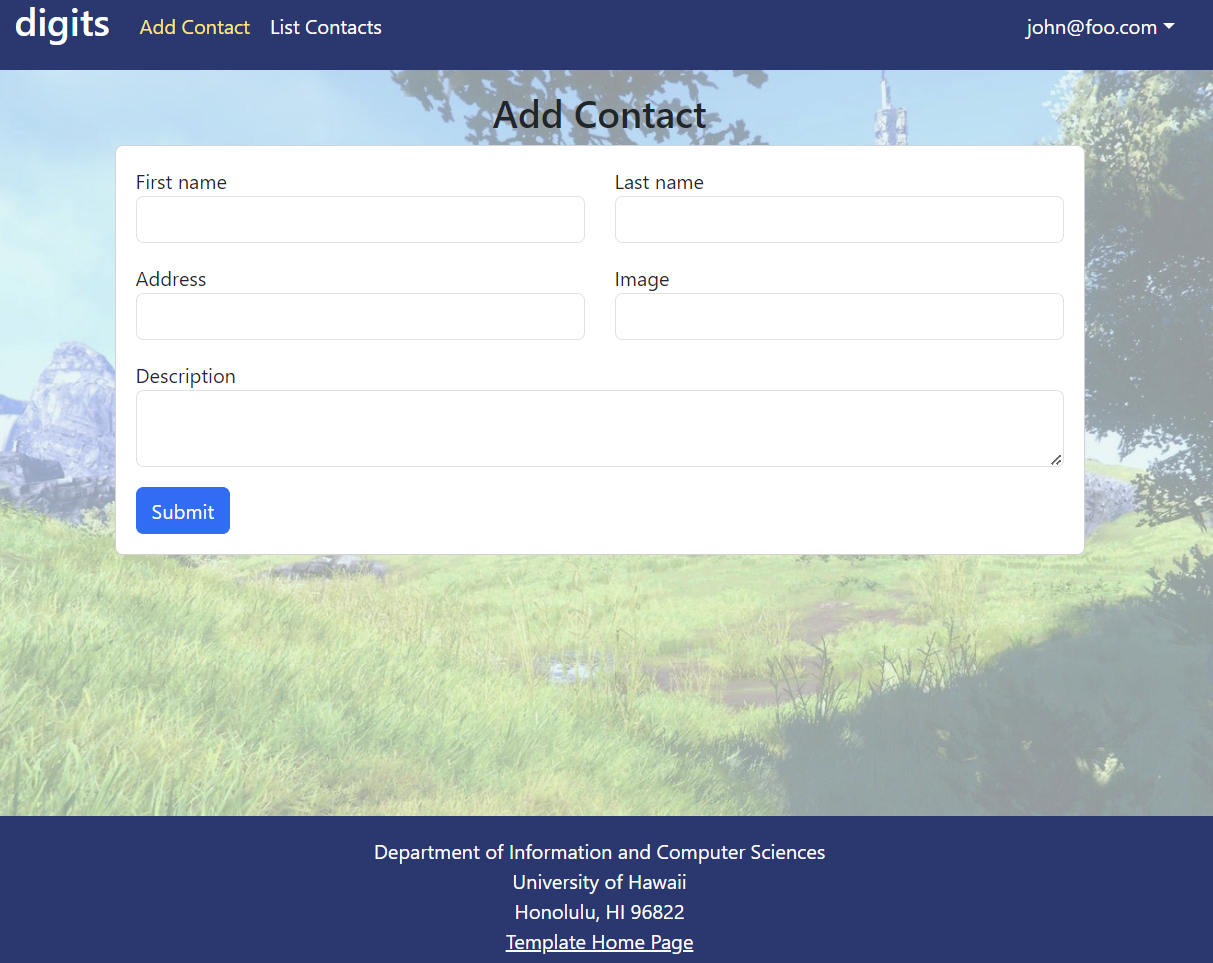 digits Add Contact List Contacts john@foo.com
Add Contact
First name Last name
Address Image
Description
Submit
Department of Information and Computer Sciences
University of Hawaii
Honolulu, HI 96822
Template Home Page